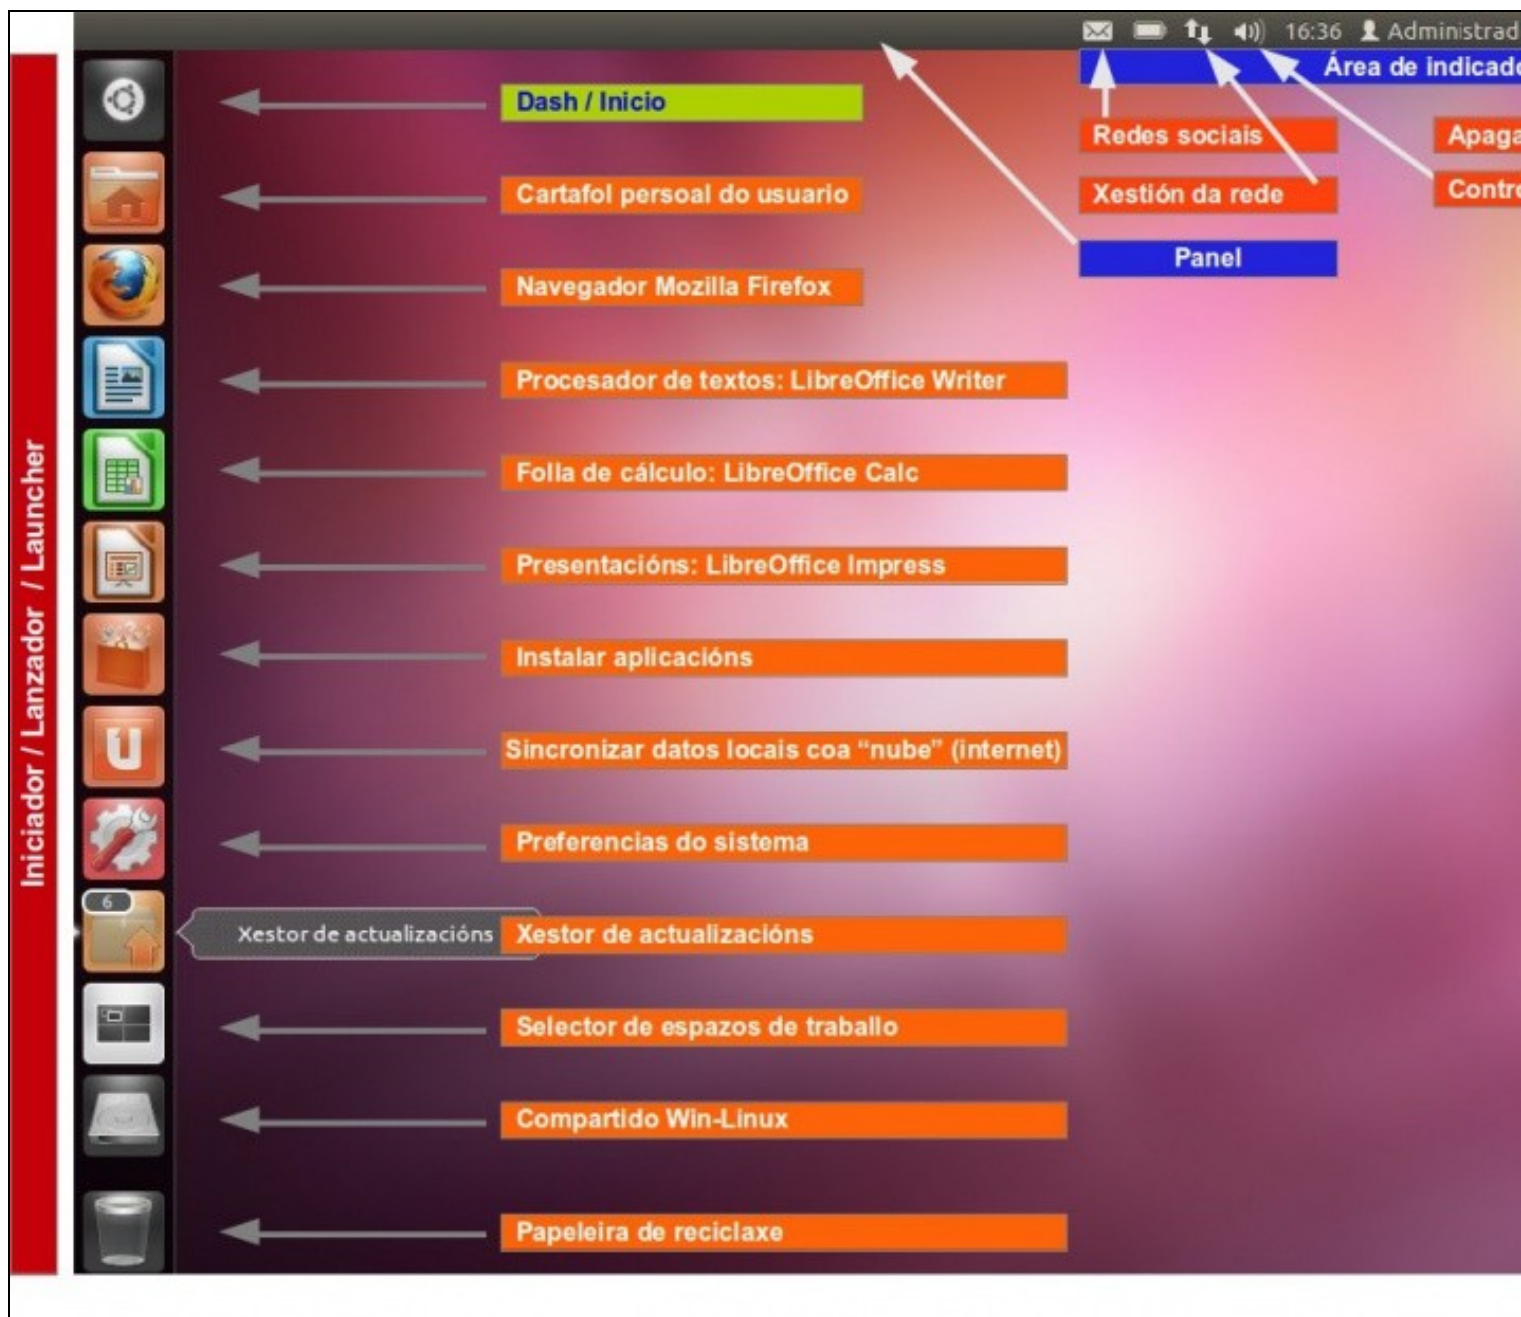 16:36 Administrad
Área de indicado
Dash / Inicio
Redes sociais
Apaga
Cartafol persoal do usuario
Xestión da rede
Contro
Panel
Navegador Mozilla Firefox
Procesador de textos: LibreOffice Writer
Folla de cálculo: LibreOffice Calc
Presentacións: LibreOffice Impress
Instalar aplicacións
Sincronizar datos locais coa “nube” (internet)
Preferencias do sistema
6
Xestor de actualizacións
Xestor de actualizacións
Selector de espazos de traballo
Compartido Win-Linux
Papeleira de reciclaxe
Iniciador / Lanzador / Launcher